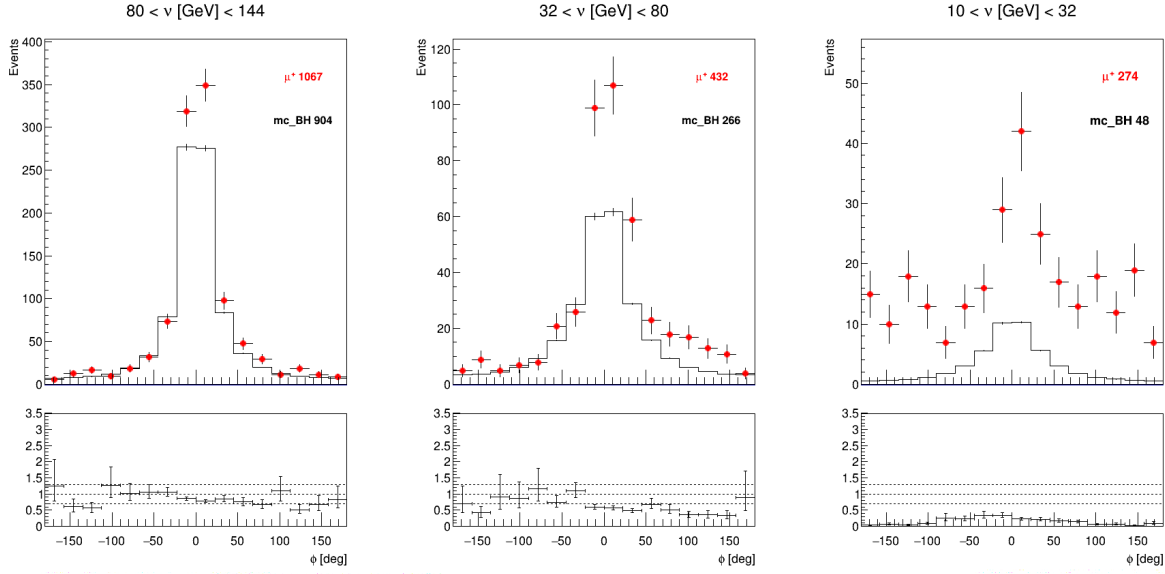 80 < ν [GeV] < 144
32 < ν [GeV] < 80
10 < ν [GeV] < 32
Events
400
350
300
250
200
150
100
50
0
μ⁺ 1067
mc_BH 904
Events
120
100
80
60
40
20
0
μ⁺ 432
mc_BH 266
Events
50
40
30
20
10
0
μ⁺ 274
mc_BH 48
3.5
3
2.5
2
1.5
1
0.5
0
−150 −100 −50 0 50 100 150
ϕ [deg]
3.5
3
2.5
2
1.5
1
0.5
0
−150 −100 −50 0 50 100 150
ϕ [deg]
3.5
3
2.5
2
1.5
1
0.5
0
−150 −100 −50 0 50 100 150
ϕ [deg]